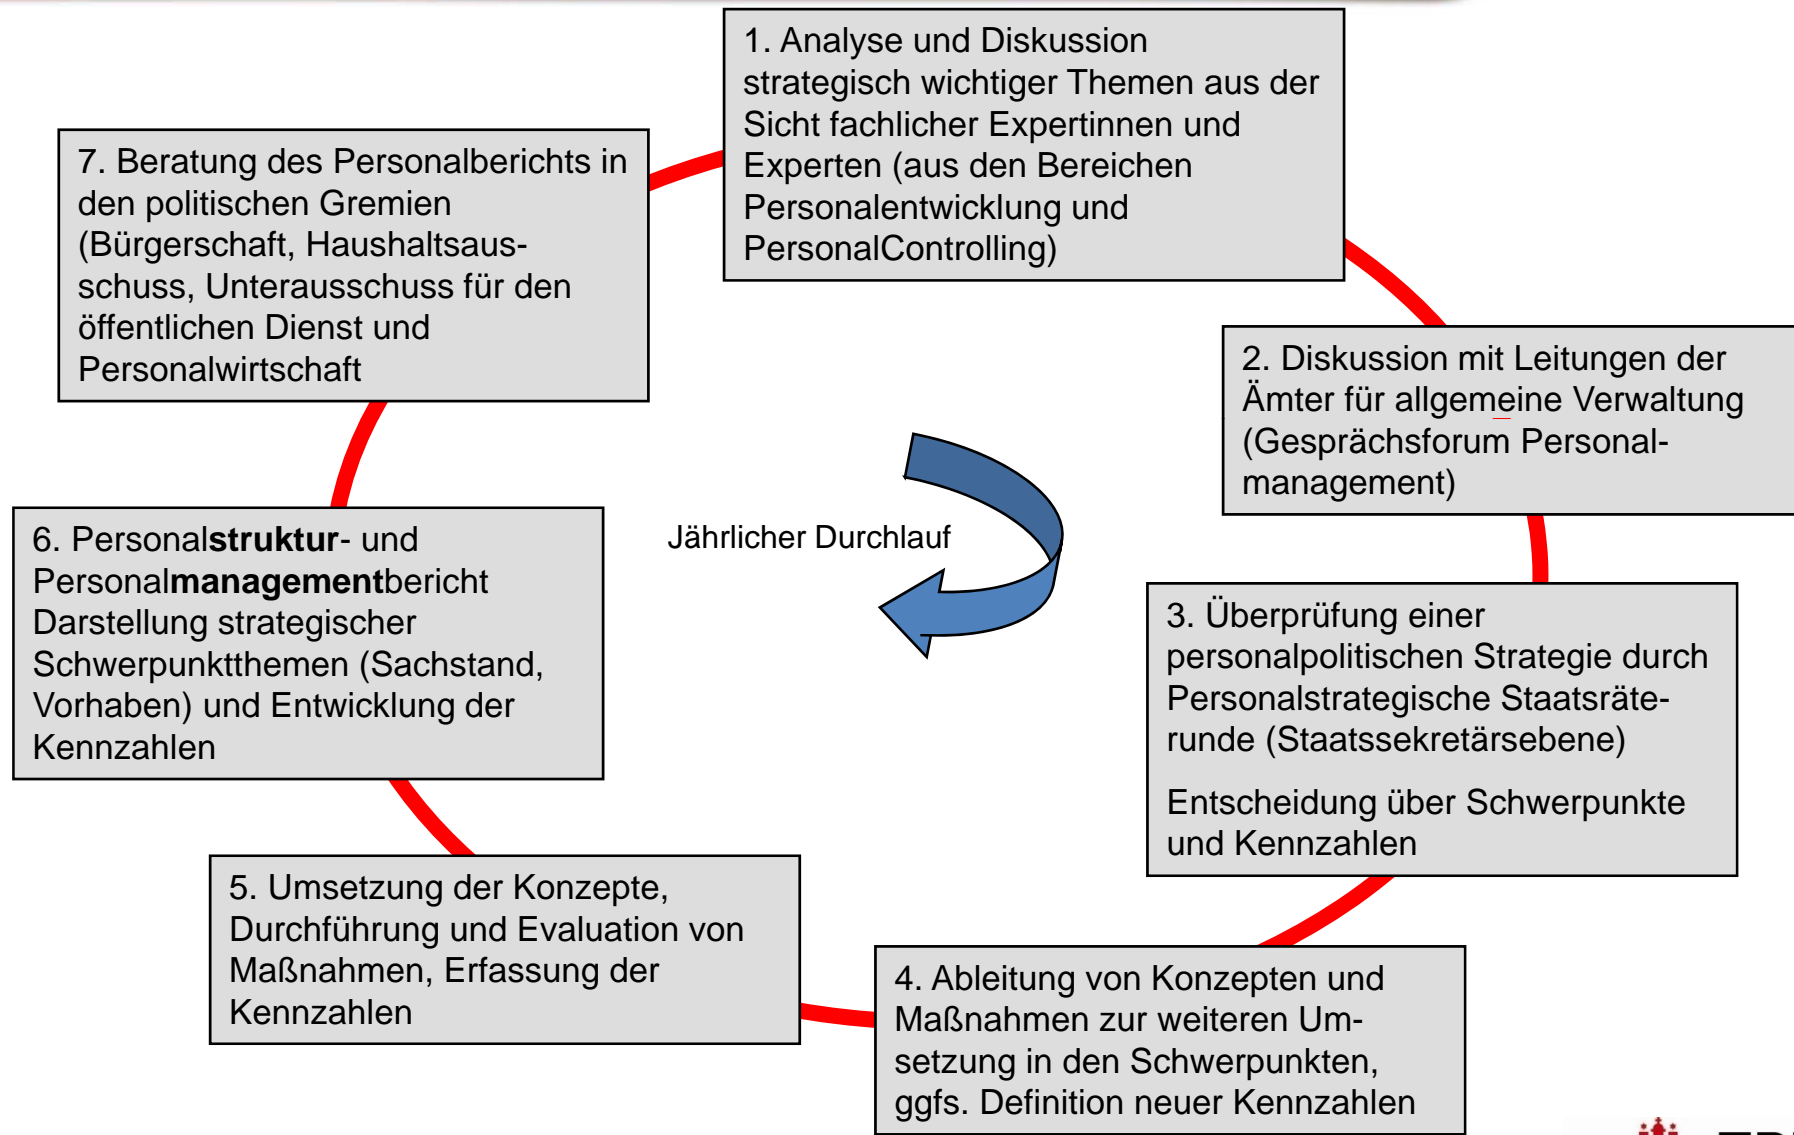 1. Analyse und Diskussion
strategisch wichtiger Themen aus der
Sicht fachlicher Expertinnen und
Experten (aus den Bereichen
Personalentwicklung und
PersonalControlling)
2. Diskussion mit Leitungen der
Ämter für allgemeine Verwaltung
(Gesprächsforum Personal-
management)
3. Überprüfung einer
personalpolitischen Strategie durch
Personalstrategische Staatsräte-
runde (Staatssekretärsebene)
Entscheidung über Schwerpunkte
und Kennzahlen
4. Ableitung von Konzepten und
Maßnahmen zur weiteren Um-
setzung in den Schwerpunkten,
ggfs. Definition neuer Kennzahlen
5. Umsetzung der Konzepte,
Durchführung und Evaluation von
Maßnahmen, Erfassung der
Kennzahlen
6. Personalstruktur- und
Personalmanagementbericht
Darstellung strategischer
Schwerpunktthemen (Sachstand,
Vorhaben) und Entwicklung der
Kennzahlen
7. Beratung des Personalberichts in
den politischen Gremien
(Bürgerschaft, Haushaltsaus-
schuss, Unterausschuss für den
öffentlichen Dienst und
Personalwirtschaft
Jährlicher Durchlauf